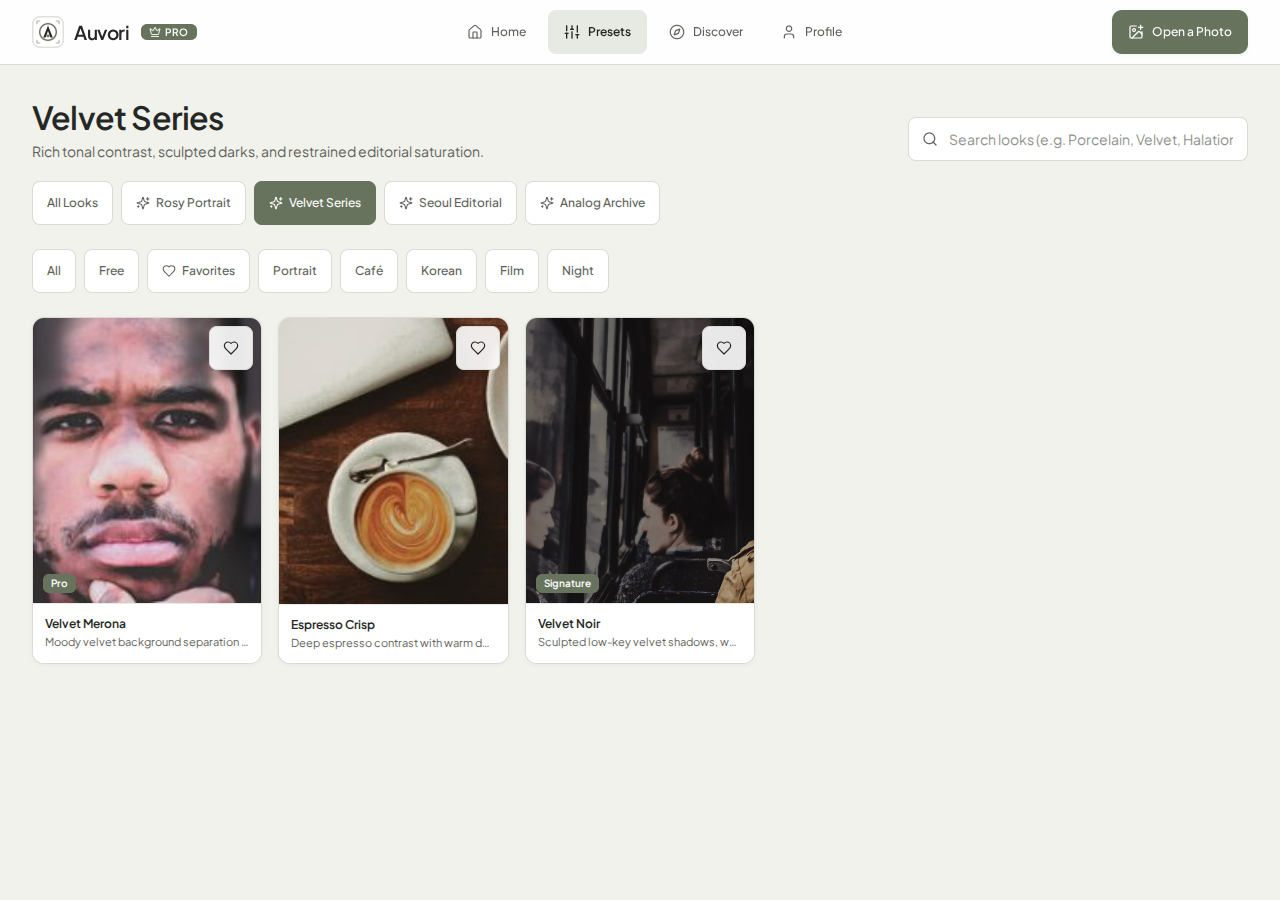 Auvori
PRO
Home
Presets
Discover
Profile
Open a Photo
Velvet Series
Rich tonal contrast, sculpted darks, and restrained editorial saturation.
Search looks (e.g. Porcelain, Velvet, Halation
All Looks
Rosy Portrait
Velvet Series
Seoul Editorial
Analog Archive
All
Free
Favorites
Portrait
Café
Korean
Film
Night
Pro
Signature
Velvet Merona
Moody velvet background separation ...
Espresso Crisp
Deep espresso contrast with warm d...
Velvet Noir
Sculpted low-key velvet shadows, w...